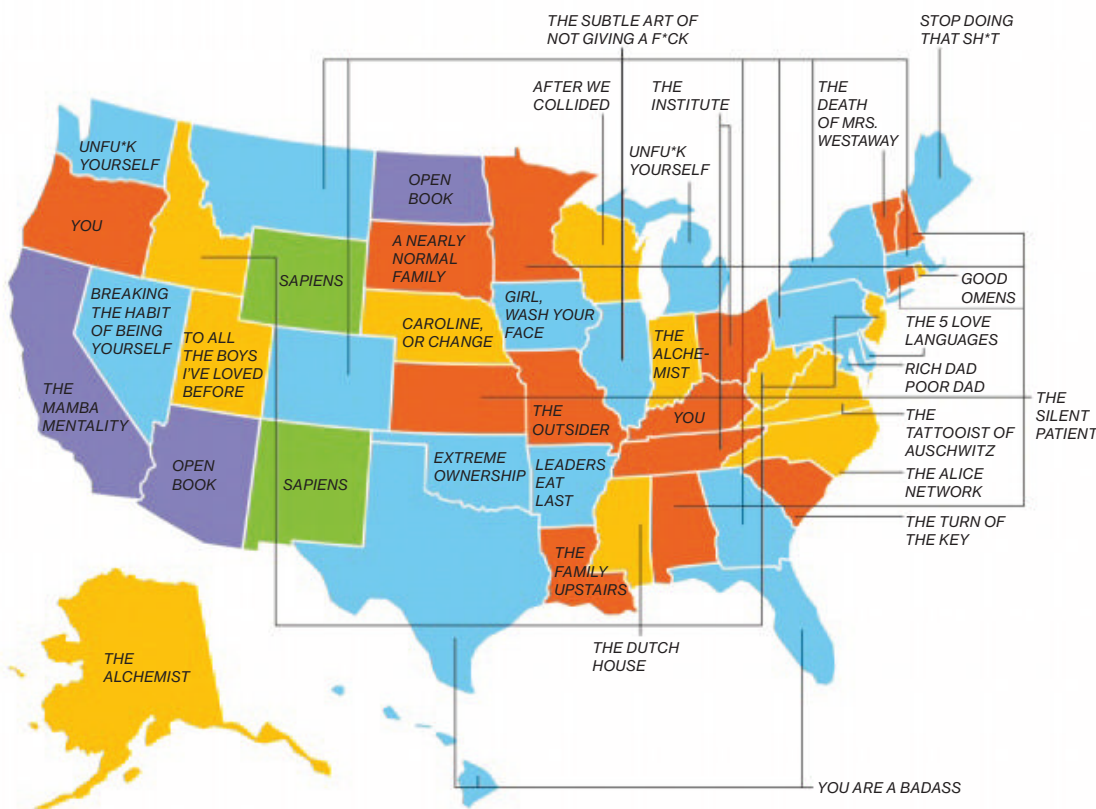 THE SUBTLE ART OF
NOT GIVING A F*CK
STOP DOING
THAT SH*T
AFTER WE
COLLIDED
THE
INSTITUTE
THE
DEATH
OF MRS.
WESTAWAY
UNFU*K
YOURSELF
UNFU*K
YOURSELF
OPEN
BOOK
YOU
A NEARLY
NORMAL
FAMILY
SAPIENS
GOOD
OMENS
BREAKING
THE HABIT
OF BEING
YOURSELF
GIRL,
WASH YOUR
FACE
TO ALL
THE BOYS
I'VE LOVED
BEFORE
CAROLINE,
OR CHANGE
THE
ALCHE-
MIST
THE 5 LOVE
LANGUAGES
RICH DAD
POOR DAD
THE
MAMBA
MENTALITY
THE
OUTSIDER
YOU
THE
SILENT
PATIENT
THE
TATTOOIST OF
AUSCHWITZ
OPEN
BOOK
SAPIENS
EXTREME
OWNERSHIP
LEADERS
EAT
LAST
THE ALICE
NETWORK
THE TURN OF
THE KEY
THE
FAMILY
UPSTAIRS
THE DUTCH
HOUSE
THE
ALCHEMIST
YOU ARE A BADASS